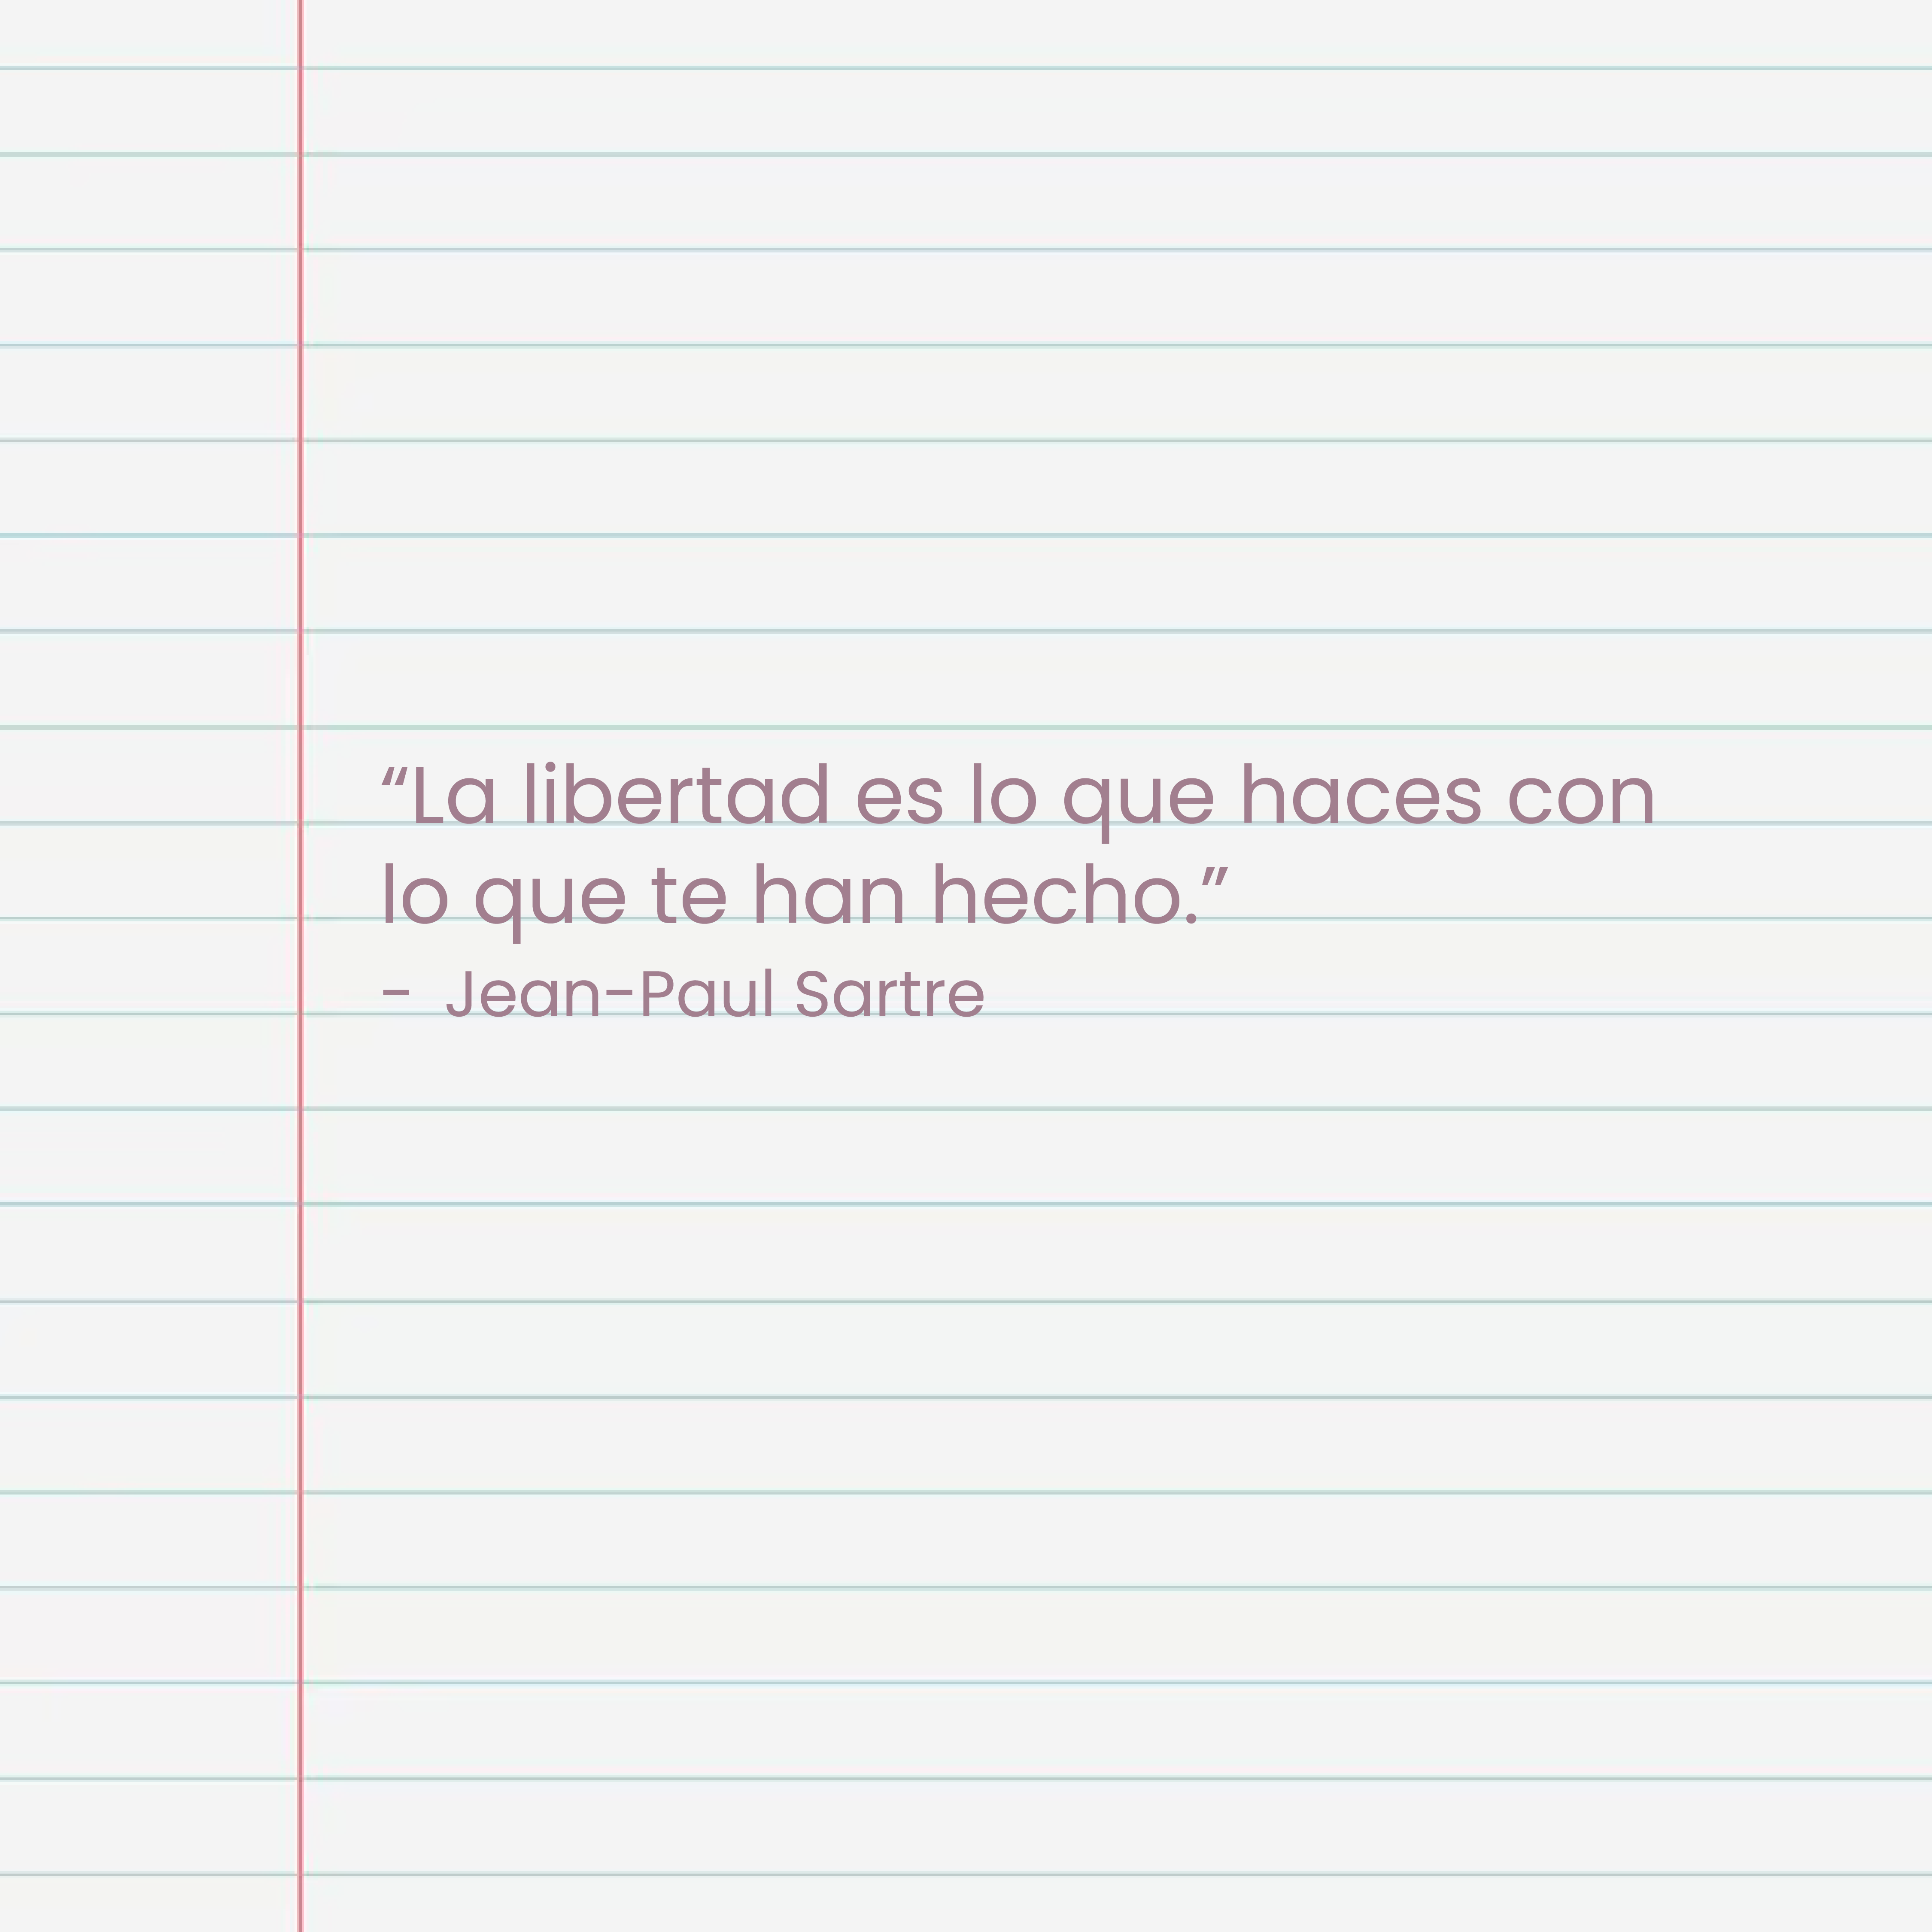 “La libertad es lo que haces con
lo que te han hecho.”
- Jean-Paul Sartre